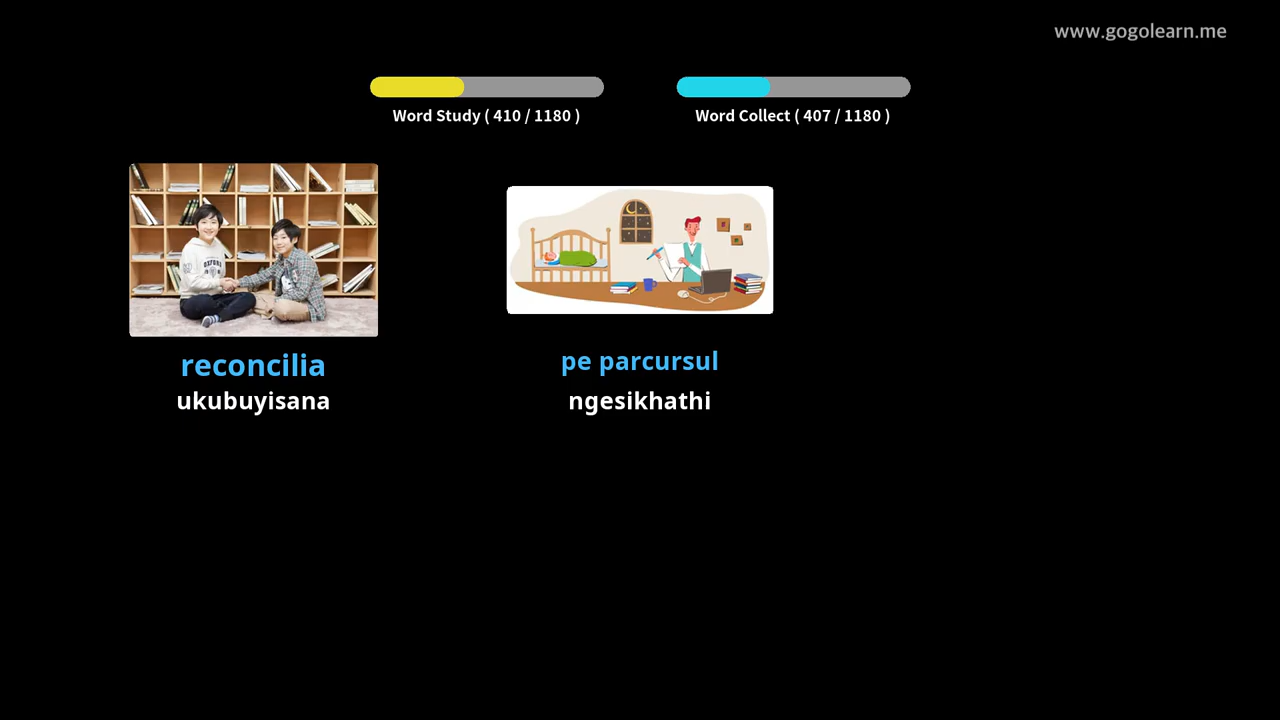 www.gogolearn.me
Word Study ( 410 / 1180 )
Word Collect ( 407 / 1180 )
reconcilia
ukubuyisana
pe parcursul
ngesikhathi